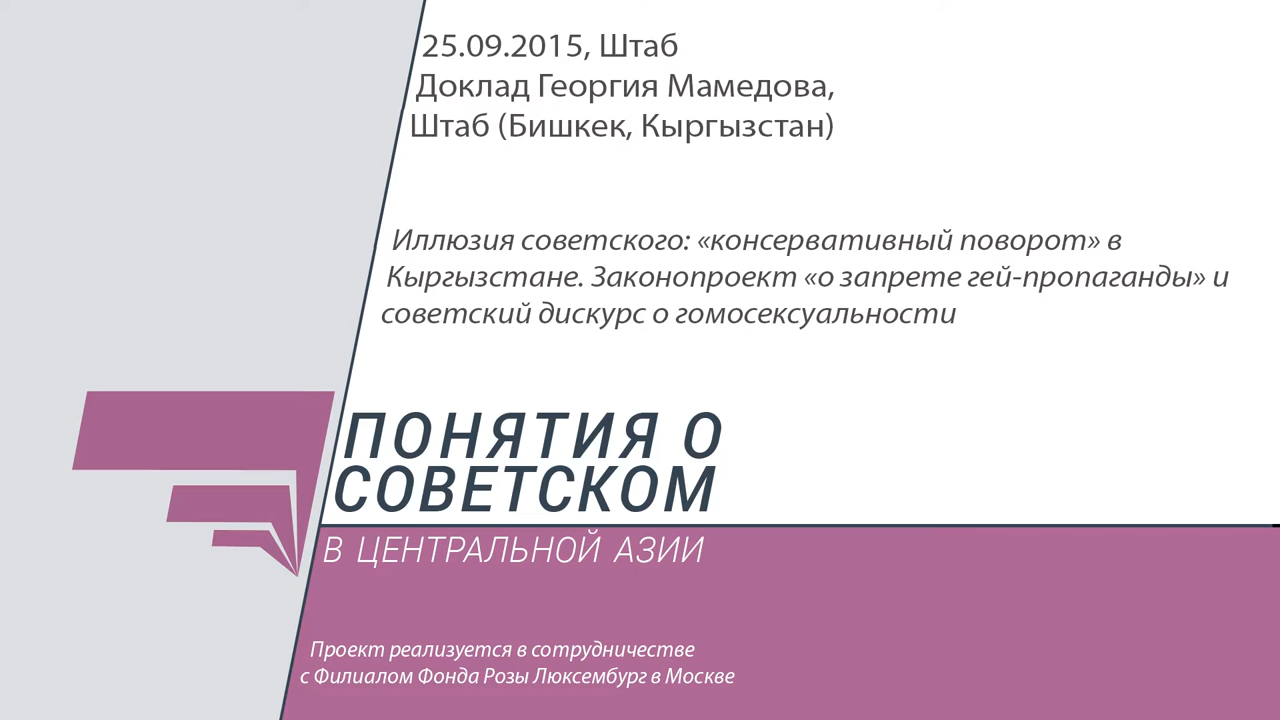 25.09.2015, Штаб
Доклад Георгия Мамедова,
Штаб (Бишкек, Кыргызстан)
Иллюзия советского: «консервативный поворот» в
Кыргызстане. Законопроект «о запрете гей-пропаганды» и
советский дискурс о гомосексуальности
ПОНЯТИЯ О
СОВЕТСКОМ
В ЦЕНТРАЛЬНОЙ АЗИИ
Проект реализуется в сотрудничестве
с Филиалом Фонда Розы Люксембург в Москве